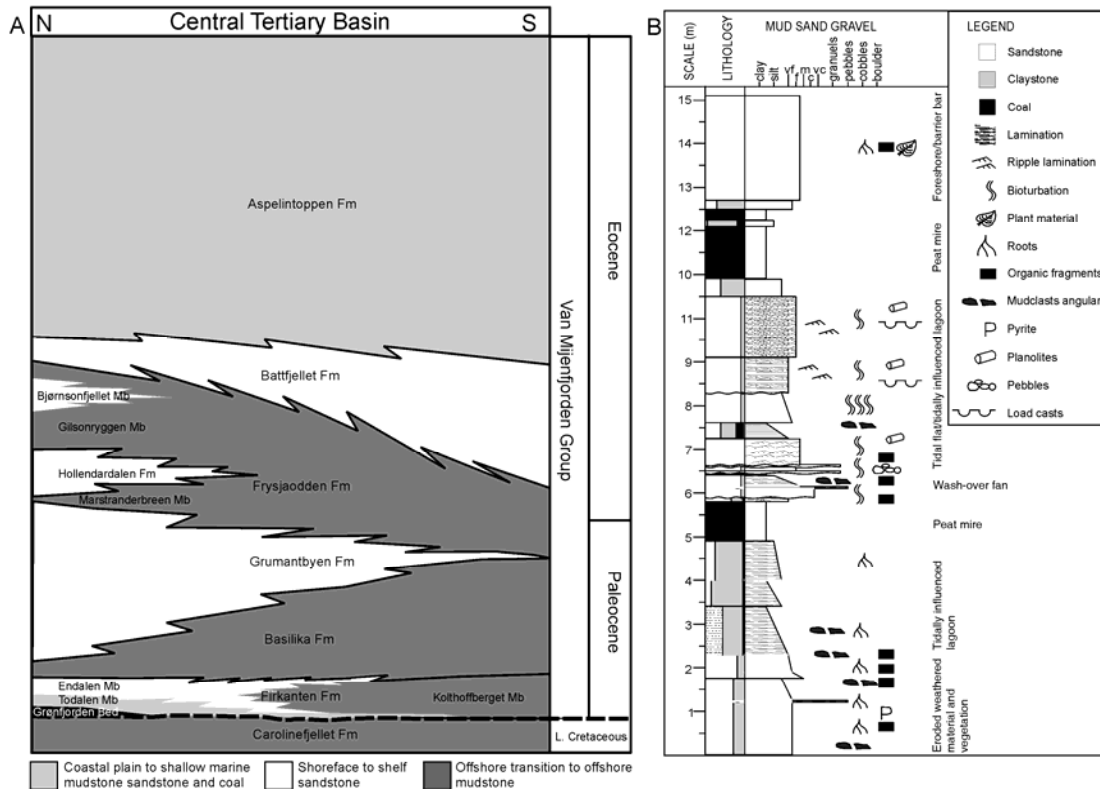 A
Central Tertiary Basin
N
S
Aspelintoppen Fm
Battfjellet Fm
Bjørnsonfjellet Mb
Gilsonryggen Mb
Hollendardalen Fm
Frysjaodden Fm
Marstranderbreen Mb
Grumantbyen Fm
Basilika Fm
Endalen Mb
Todalen Mb
Firkanten Fm
Kolthoffberget Mb
Grønfjorden Bed
Carolinefjellet Fm
Van Mijenfjorden Group
Eocene
Paleocene
L. Cretaceous
Coastal plain to shallow marine
mudstone sandstone and coal
Shoreface to shelf
sandstone
Offshore transition to offshore
mudstone
B
SCALE (m)
LITHOLOGY
MUD SAND GRAVEL
clay
silt
vf
f
m
c
vc
granuels
pebbles
cobbles
boulder
15
14
13
12
10
11
9
8
7
6
5
4
3
2
1
P
Foreshore/barrier bar
Peat mire
Tidal flat/tidally influenced lagoon
Wash-over fan
Peat mire
Tidally influenced
lagoon
Eroded weathered
material and
vegetation
LEGEND
Sandstone
Claystone
Coal
Lamination
Ripple lamination
Bioturbation
Plant material
Roots
Organic fragments
Mudclasts angular
P Pyrite
Planolites
Pebbles
Load casts